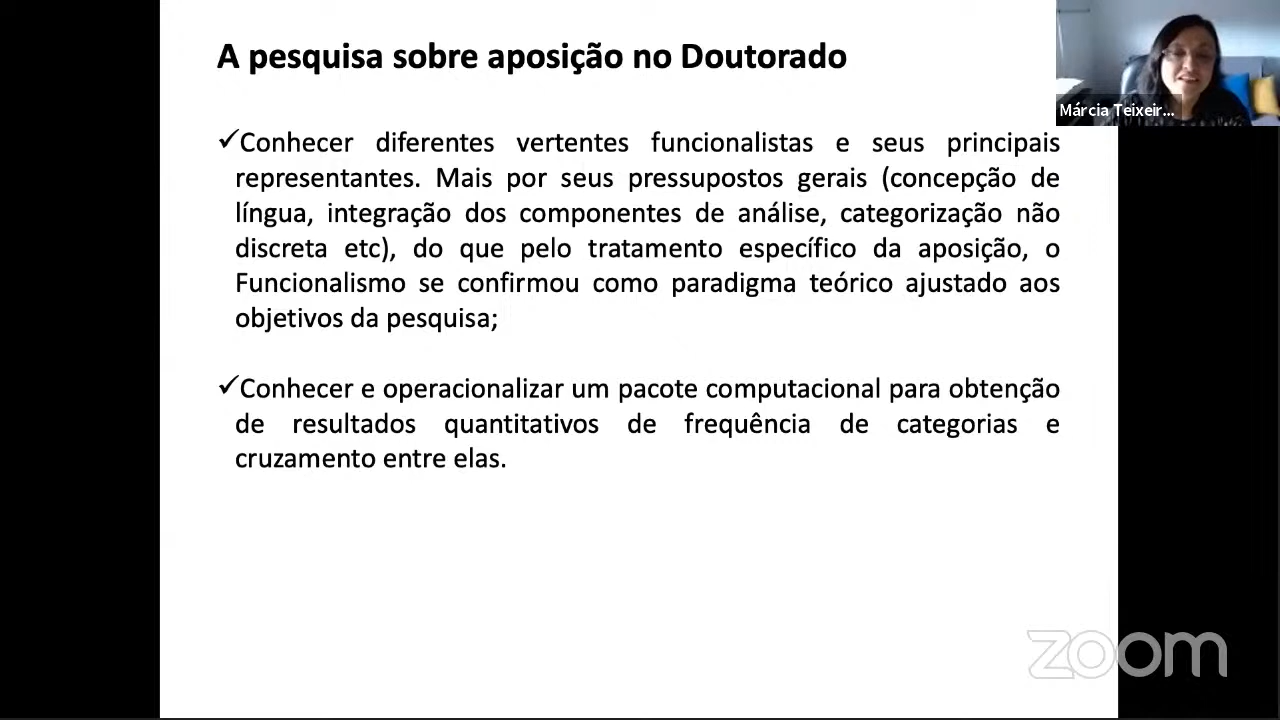 A pesquisa sobre aposição no Doutorado
Márcia Teixeir...
✓Conhecer diferentes vertentes funcionalistas e seus principais
representantes. Mais por seus pressupostos gerais (concepção de
língua, integração dos componentes de análise, categorização não
discreta etc), do que pelo tratamento específico da aposição, o
Funcionalismo se confirmou como paradigma teórico ajustado aos
objetivos da pesquisa;
✓Conhecer e operacionalizar um pacote computacional para obtenção
de resultados quantitativos de frequência de categorias e
cruzamento entre elas.
zoom